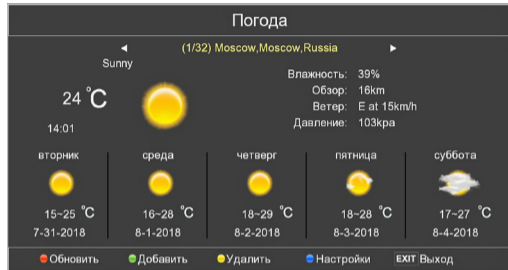 Погода
(1/32) Moscow,Moscow,Russia
Sunny
24 °C
14:01
Влажность: 39%
Обзор: 16km
Ветер: E at 15km/h
Давление: 103kpa
вторник среда четверг пятница суббота
15~25 °C 16~28 °C 18~29 °C 18~28 °C 17~27 °C
7-31-2018 8-1-2018 8-2-2018 8-3-2018 8-4-2018
Обновить Добавить Удалить Настройки EXIT Выход